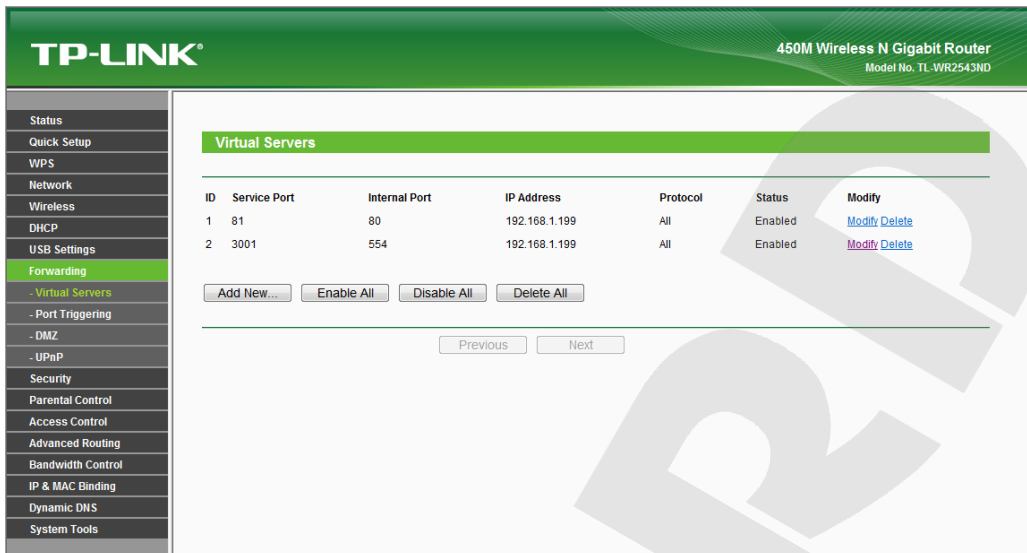 TP-LINK®
450M Wireless N Gigabit Router
Model No. TL-WR2543ND
Status
Quick Setup
WPS
Network
Wireless
DHCP
USB Settings
Forwarding
- Virtual Servers
- Port Triggering
- DMZ
- UPnP
Security
Parental Control
Access Control
Advanced Routing
Bandwidth Control
IP & MAC Binding
Dynamic DNS
System Tools
Virtual Servers
ID Service Port Internal Port IP Address Protocol Status Modify
1 81 80 192.168.1.199 All Enabled Modify Delete
2 3001 554 192.168.1.199 All Enabled Modify Delete
Add New... Enable All Disable All Delete All
Previous Next